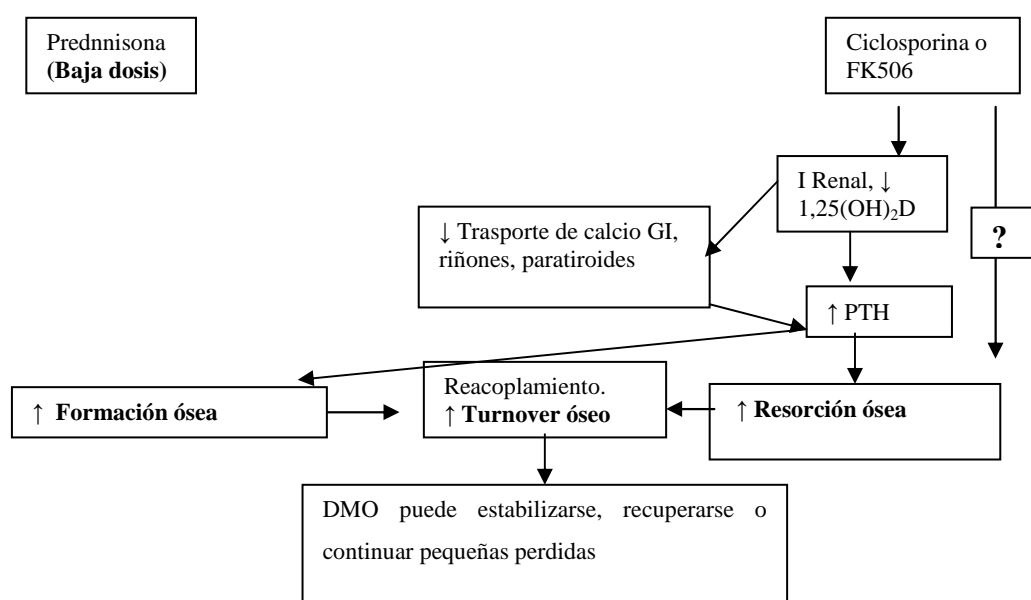 Prednnisona
(Baja dosis)
Ciclosporina o
FK506
I Renal, ↓
1,25(OH)₂D
↓ Trasporte de calcio GI,
riñones, paratiroides
?
↑ PTH
↑ Formación ósea
Reacoplamiento.
↑ Turnover óseo
↑ Resorción ósea
DMO puede estabilizarse, recuperarse o
continuar pequeñas perdidas